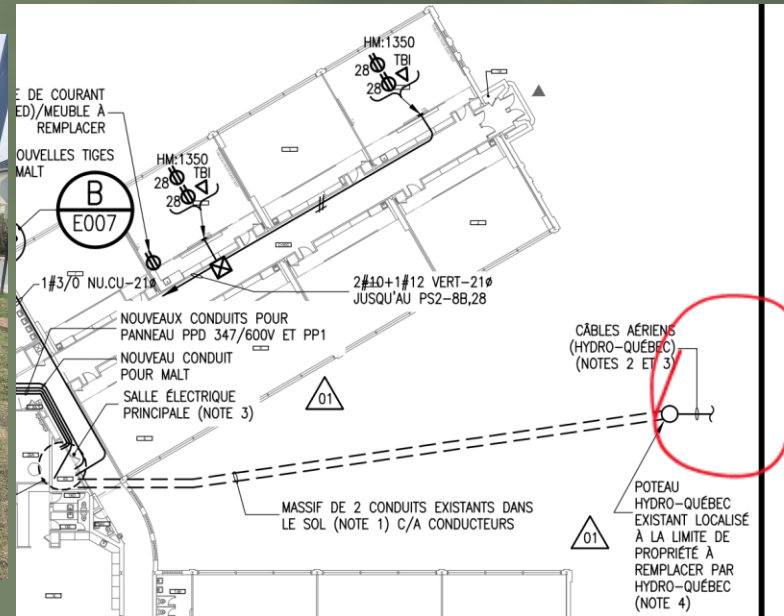 HM:1350
TBI
28
28
E DE COURANT
ED)/MEUBLE À
REMPLACER
OUVELLES TIGES
MALT
HM:1350
TBI
28
28
B
E007
1#3/0 NU.CU-21ø
2#10+1#12 VERT-21ø
JUSQU'AU PS2-8B,28
NOUVEAUX CONDUITS POUR
PANNEAU PPD 347/600V ET PP1
NOUVEAU CONDUIT
POUR MALT
SALLE ÉLECTRIQUE
PRINCIPALE (NOTE 3)
01
CÂBLES AÉRIENS
(HYDRO-QUÉBEC)
(NOTES 2 ET 3)
MASSIF DE 2 CONDUITS EXISTANTS DANS
LE SOL (NOTE 1) C/A CONDUCTEURS
01
POTEAU
HYDRO-QUÉBEC
EXISTANT LOCALISÉ
À LA LIMITE DE
PROPRIÉTÉ À
REMPLACER PAR
HYDRO-QUÉBEC
(NOTE 4)